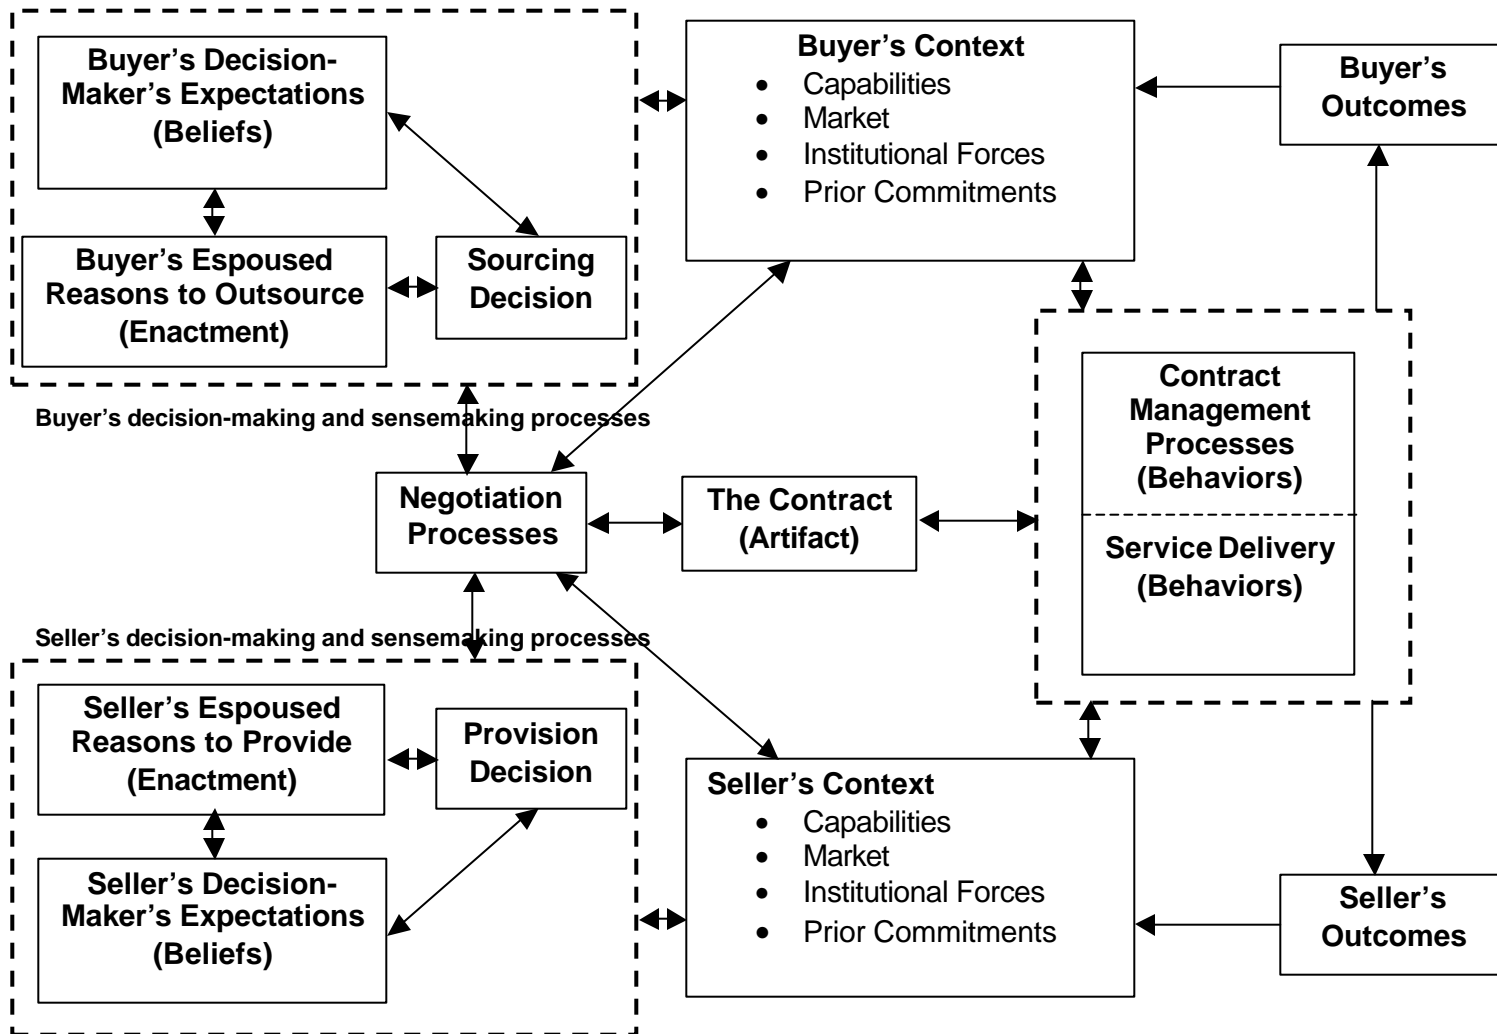 Buyer’s Decision-
Maker’s Expectations
(Beliefs)
Buyer’s Espoused
Reasons to Outsource
(Enactment)
Sourcing
Decision
Buyer’s decision-making and sensemaking processes
Buyer’s Context
• Capabilities
• Market
• Institutional Forces
• Prior Commitments
Buyer’s
Outcomes
Negotiation
Processes
The Contract
(Artifact)
Contract
Management
Processes
(Behaviors)
Service Delivery
(Behaviors)
Seller’s decision-making and sensemaking processes
Seller’s Espoused
Reasons to Provide
(Enactment)
Provision
Decision
Seller’s Decision-
Maker’s Expectations
(Beliefs)
Seller’s Context
• Capabilities
• Market
• Institutional Forces
• Prior Commitments
Seller’s
Outcomes